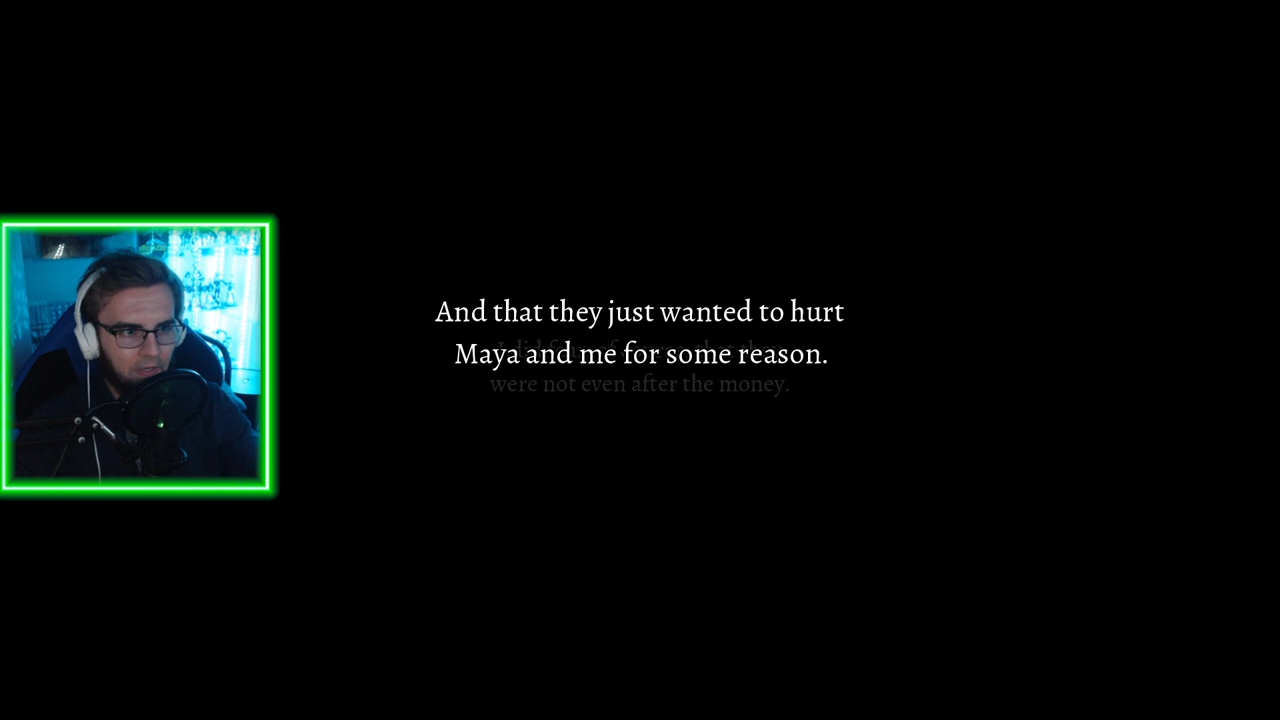 And that they just wanted to hurt
Maya and me for some reason.
were not even after the money.